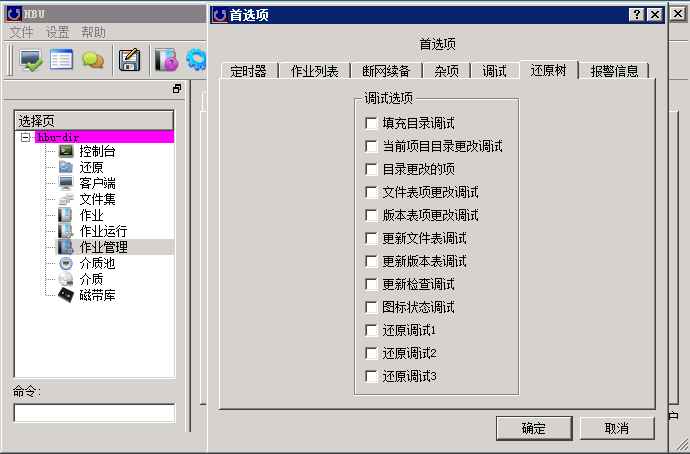 HBU
文件 设置 帮助
选择页
hbu-dir
控制台
还原
客户端
文件集
作业
作业运行
作业管理
介质池
介质
磁带库
命令:
首选项
首选项
定时器 作业列表 断网续备 杂项 调试 还原树 报警信息
调试选项
填充目录调试
当前项目目录更改调试
目录更改的项
文件表项更改调试
版本表项更改调试
更新文件表调试
更新版本表调试
更新检查调试
图标状态调试
还原调试1
还原调试2
还原调试3
确定 取消
户